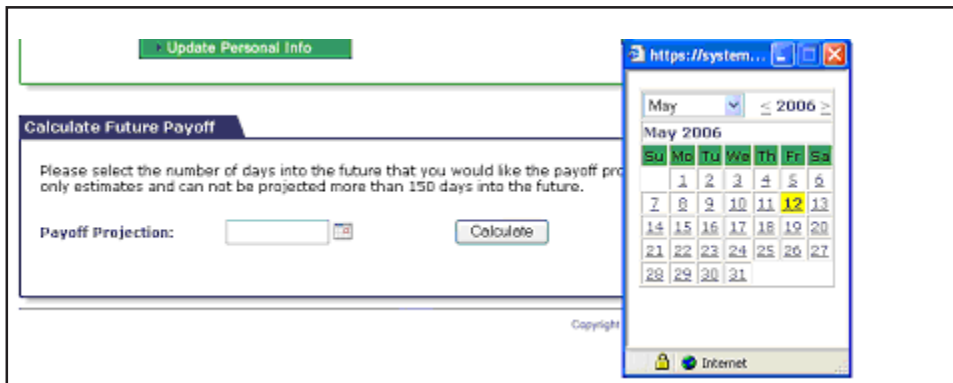 Update Personal Info
Calculate Future Payoff
Please select the number of days into the future that you would like the payoff pro
only estimates and can not be projected more than 150 days into the future.
Payoff Projection:
Calculate
Copyright
https://system...
May < 2006 >
May 2006
Su Mo Tu We Th Fr Sa
1 2 3 4 5 6
7 8 9 10 11 12 13
14 15 16 17 18 19 20
21 22 23 24 25 26 27
28 29 30 31
Internet